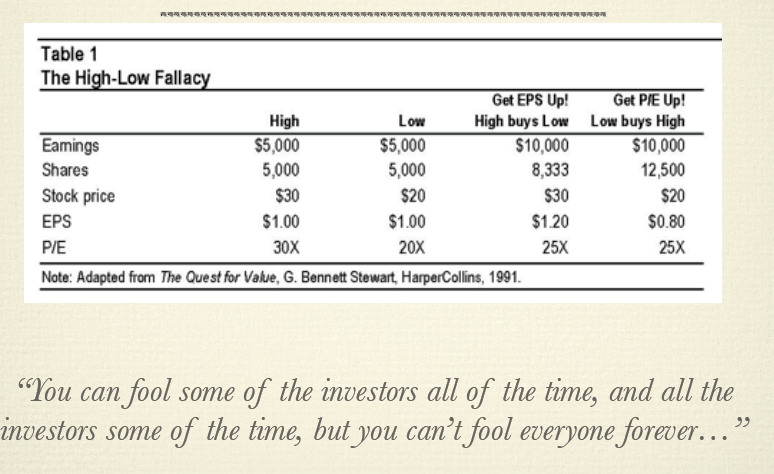 Table 1
The High-Low Fallacy
Get EPS Up! Get P/E Up!
High Low High buys Low Low buys High
Earnings $5,000 $5,000 $10,000 $10,000
Shares 5,000 5,000 8,333 12,500
Stock price $30 $20 $30 $20
EPS $1.00 $1.00 $1.20 $0.80
P/E 30X 20X 25X 25X
Note: Adapted from The Quest for Value, G. Bennett Stewart, HarperCollins, 1991.
“You can fool some of the investors all of the time, and all the
investors some of the time, but you can’t fool everyone forever…”